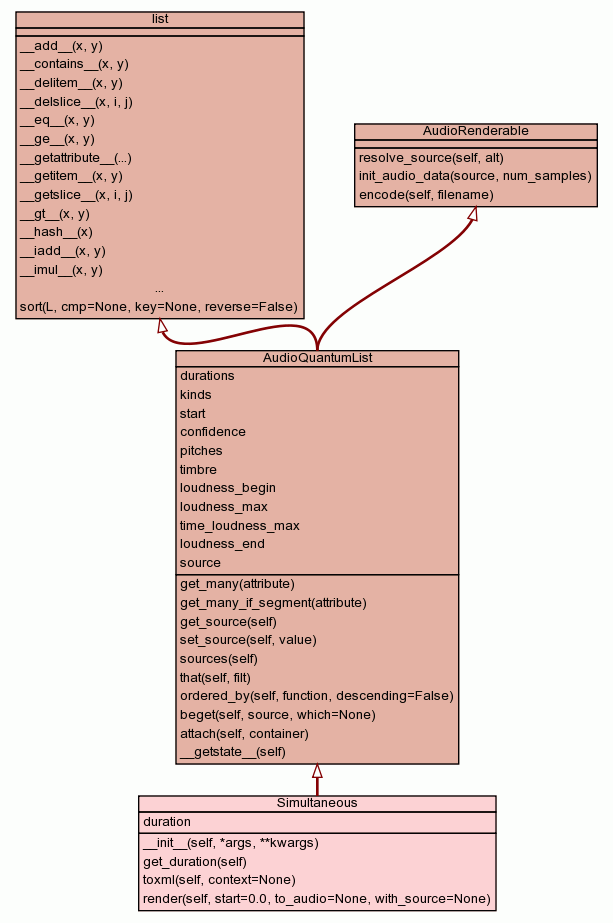 list
__add__(x, y)
__contains__(x, y)
__delitem__(x, y)
__delslice__(x, i, j)
__eq__(x, y)
__ge__(x, y)
__getattribute__(...)
__getitem__(x, y)
__getslice__(x, i, j)
__gt__(x, y)
__hash__(x)
__iadd__(x, y)
__imul__(x, y)
...
sort(L, cmp=None, key=None, reverse=False)
AudioRenderable
resolve_source(self, alt)
init_audio_data(source, num_samples)
encode(self, filename)
AudioQuantumList
durations
kinds
start
confidence
pitches
timbre
loudness_begin
loudness_max
time_loudness_max
loudness_end
source
get_many(attribute)
get_many_if_segment(attribute)
get_source(self)
set_source(self, value)
sources(self)
that(self, filt)
ordered_by(self, function, descending=False)
beget(self, source, which=None)
attach(self, container)
__getstate__(self)
Simultaneous
duration
__init__(self, *args, **kwargs)
get_duration(self)
toxml(self, context=None)
render(self, start=0.0, to_audio=None, with_source=None)